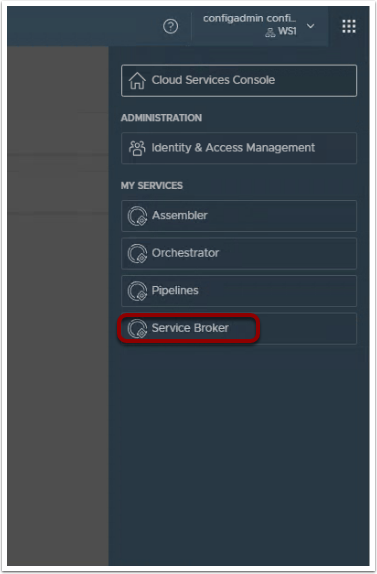 configadmin confi...
WS1
Cloud Services Console
ADMINISTRATION
Identity & Access Management
MY SERVICES
Assembler
Orchestrator
Pipelines
Service Broker